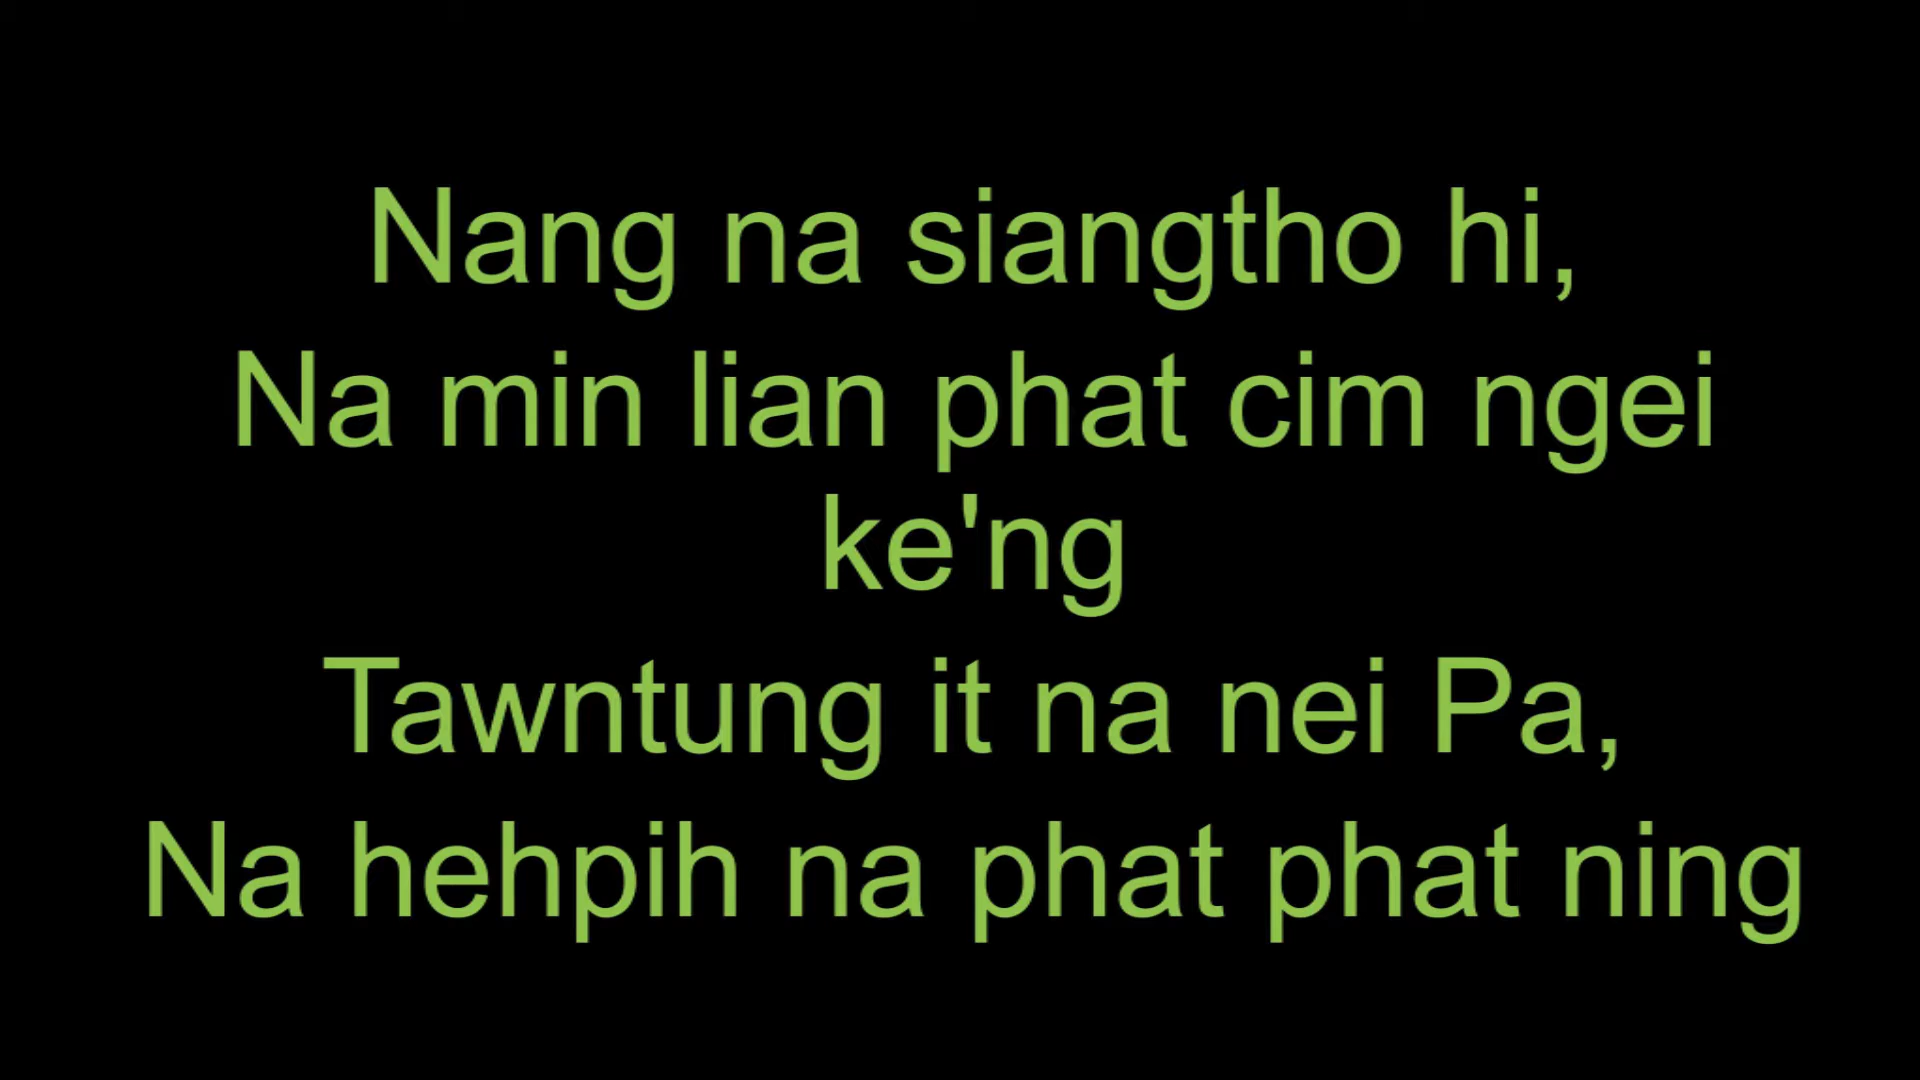 Nang na siangtho hi,
Na min lian phat cim ngei
ke'ng
Tawntung it na nei Pa,
Na hehpih na phat phat ning